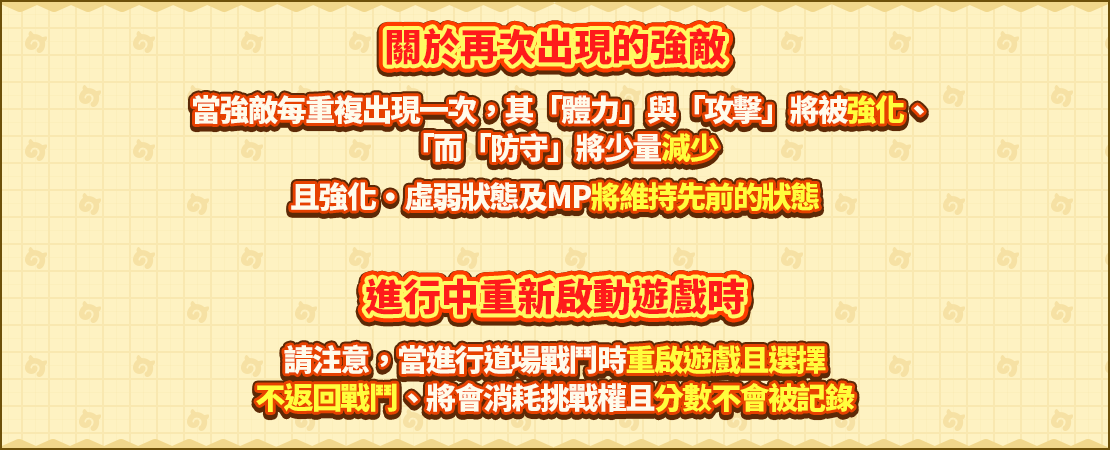 關於再次出現的強敵
當強敵每重複出現一次，其「體力」與「攻擊」將被強化、
「而「防守」將少量減少
且強化・虛弱狀態及MP將維持先前的狀態
進行中重新啟動遊戲時
請注意，當進行道場戰鬥時重啟遊戲且選擇
不返回戰鬥、將會消耗挑戰權且分數不會被記錄